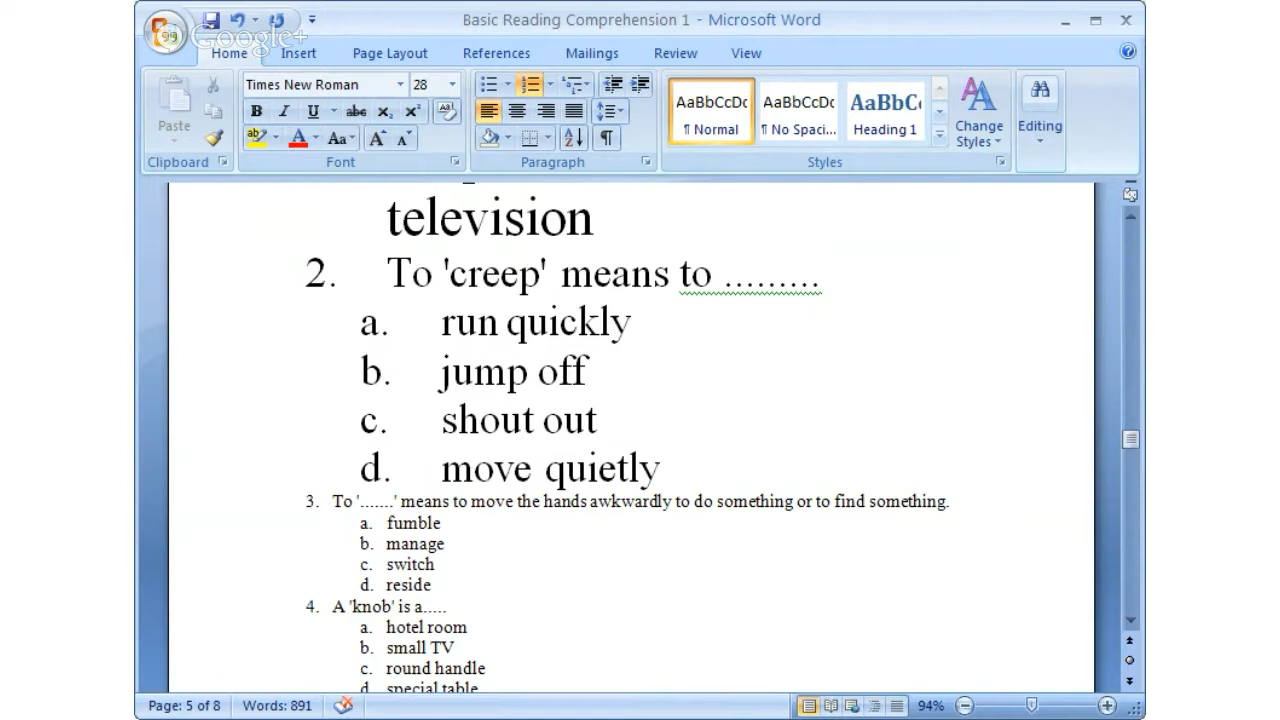 Basic Reading Comprehension 1 - Microsoft Word
Google+
Home Insert Page Layout References Mailings Review View
Times New Roman 28
AaBbCcDc AaBbCcDc AaBbC
Paste
¶ Normal ¶ No Spaci... Heading 1 Change Styles Editing
Clipboard Font Paragraph Styles
television
2. To 'creep' means to .........
a. run quickly
b. jump off
c. shout out
d. move quietly
3. To '.......' means to move the hands awkwardly to do something or to find something.
a. fumble
b. manage
c. switch
d. reside
4. A 'knob' is a.....
a. hotel room
b. small TV
c. round handle
d. special table
Page: 5 of 8 Words: 891 94%